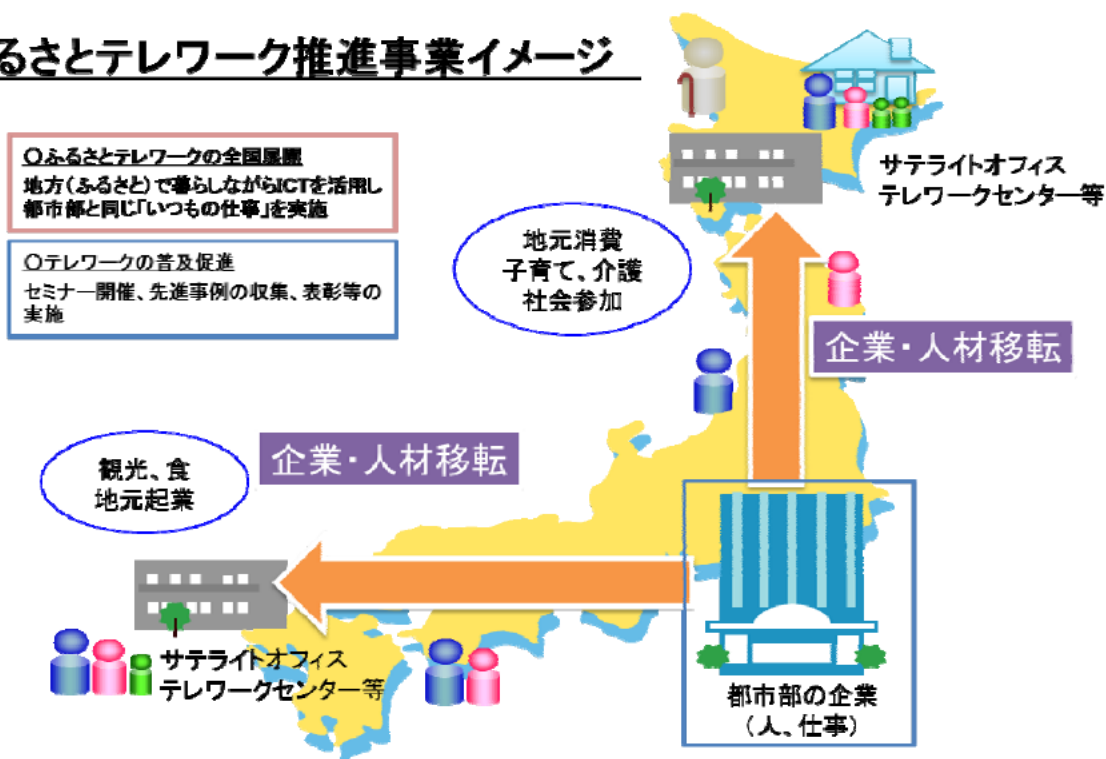 るさとテレワーク推進事業イメージ
〇ふるさとテレワークの全国展開
地方(ふるさと)で暮らしながらICTを活用し
都市部と同じ「いつもの仕事」を実施
〇テレワークの普及促進
セミナー開催、先進事例の収集、表彰等の
実施
サテライトオフィス
テレワークセンター等
地元消費
子育て、介護
社会参加
企業・人材移転
企業・人材移転
観光、食
地元起業
サテライトオフィス
テレワークセンター等
都市部の企業
(人、仕事)